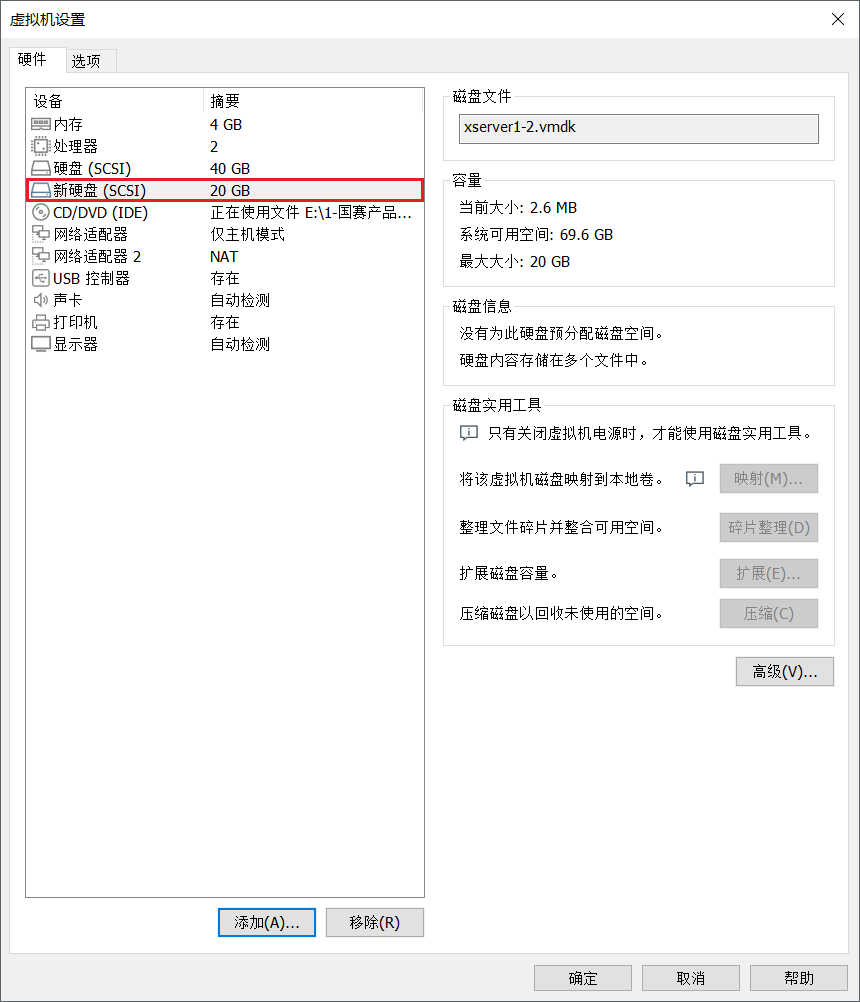 虚拟机设置
硬件 选项
设备 摘要
内存 4 GB
处理器 2
硬盘 (SCSI) 40 GB
新硬盘 (SCSI) 20 GB
CD/DVD (IDE) 正在使用文件 E:\1-国赛产品...
网络适配器 仅主机模式
网络适配器 2 NAT
USB 控制器 存在
声卡 自动检测
打印机 存在
显示器 自动检测
添加(A)... 移除(R)
磁盘文件
xserver1-2.vmdk
容量
当前大小: 2.6 MB
系统可用空间: 69.6 GB
最大大小: 20 GB
磁盘信息
没有为此硬盘预分配磁盘空间。
硬盘内容存储在多个文件中。
磁盘实用工具
只有关闭虚拟机电源时，才能使用磁盘实用工具。
将该虚拟机磁盘映射到本地卷。 映射(M)...
整理文件碎片并整合可用空间。 碎片整理(D)
扩展磁盘容量。 扩展(E)...
压缩磁盘以回收未使用的空间。 压缩(C)
高级(V)...
确定 取消 帮助